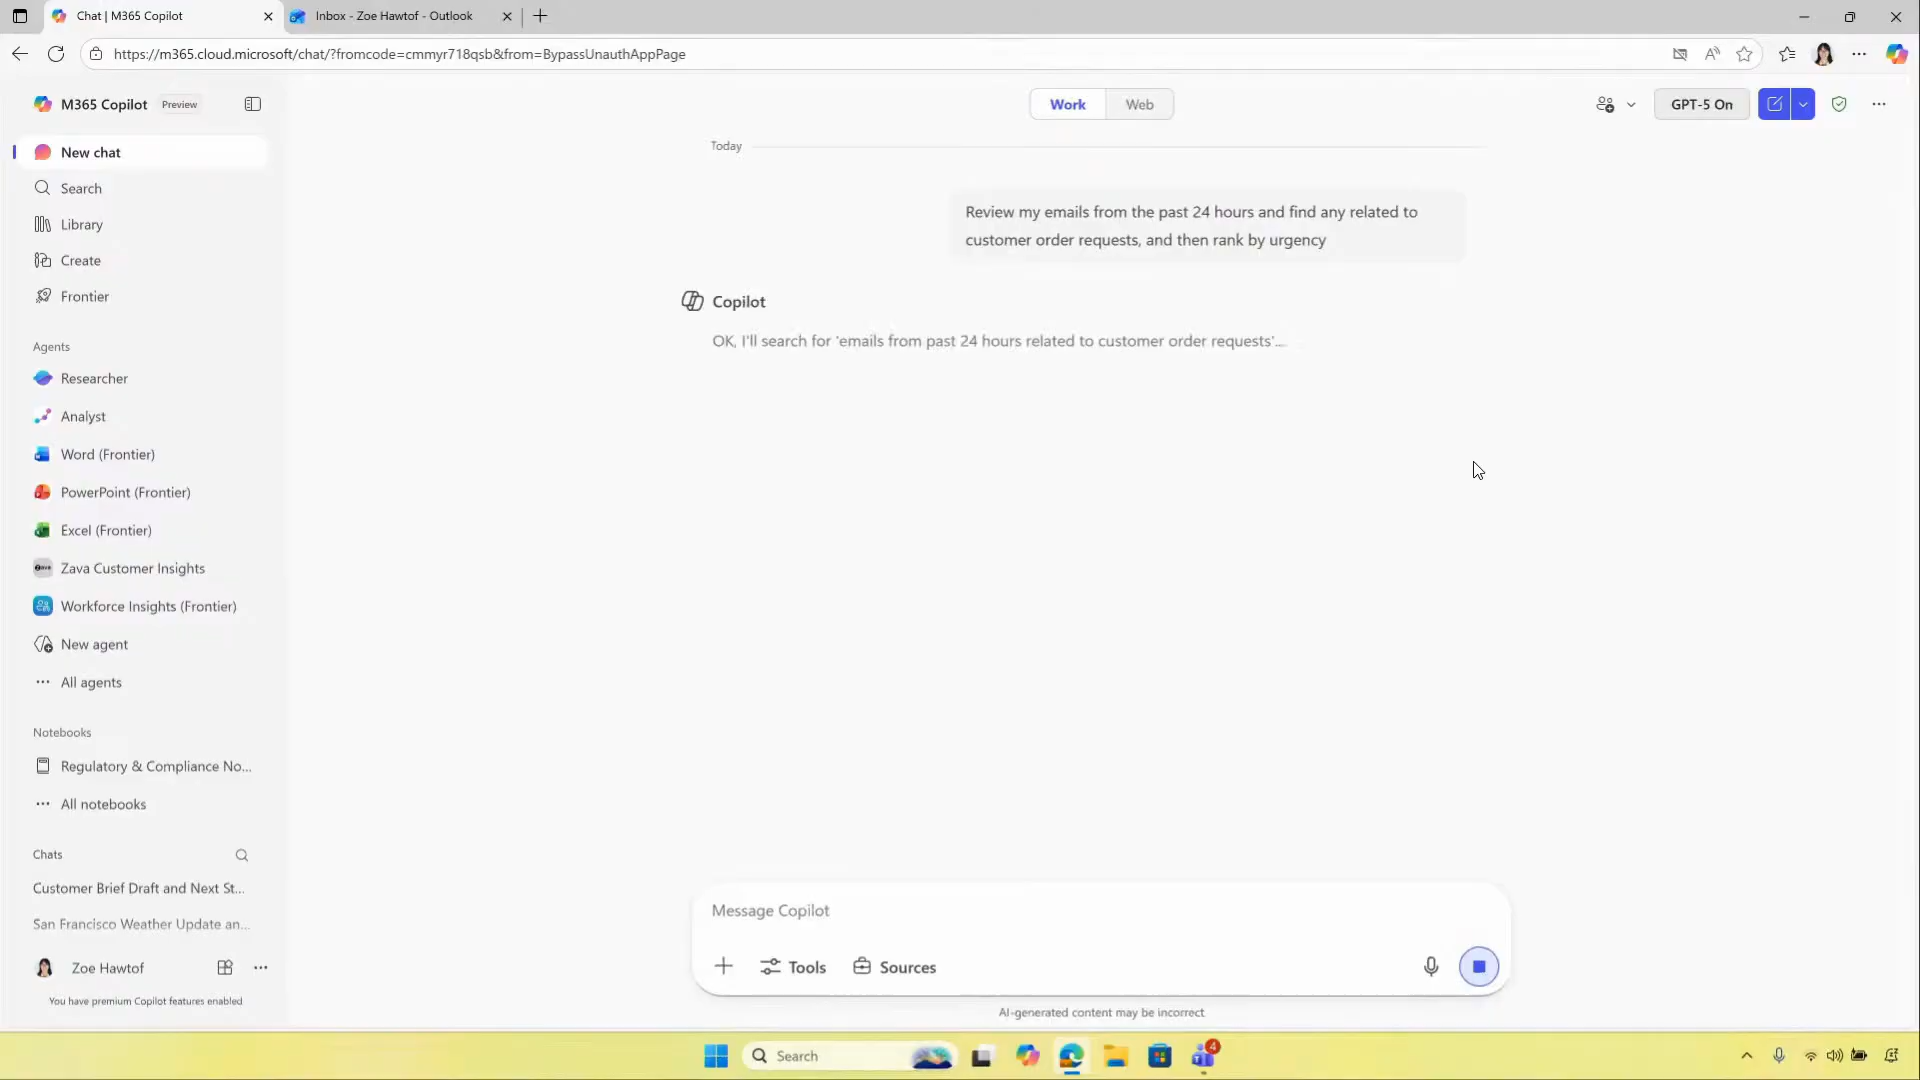 Chat | M365 Copilot
Inbox - Zoe Hawtof - Outlook
https://m365.cloud.microsoft/chat/?fromcode=cmmyr718qsb&from=BypassUnauthAppPage
M365 Copilot Preview
Work Web
GPT-5 On
New chat
Search
Library
Create
Frontier
Agents
Researcher
Analyst
Word (Frontier)
PowerPoint (Frontier)
Excel (Frontier)
Zava Customer Insights
Workforce Insights (Frontier)
New agent
All agents
Notebooks
Regulatory & Compliance No...
All notebooks
Chats
Customer Brief Draft and Next St...
San Francisco Weather Update an...
Zoe Hawtof
You have premium Copilot features enabled
Today
Review my emails from the past 24 hours and find any related to
customer order requests, and then rank by urgency
Copilot
OK, I'll search for 'emails from past 24 hours related to customer order requests'...
Message Copilot
Tools Sources
AI-generated content may be incorrect
Search
4